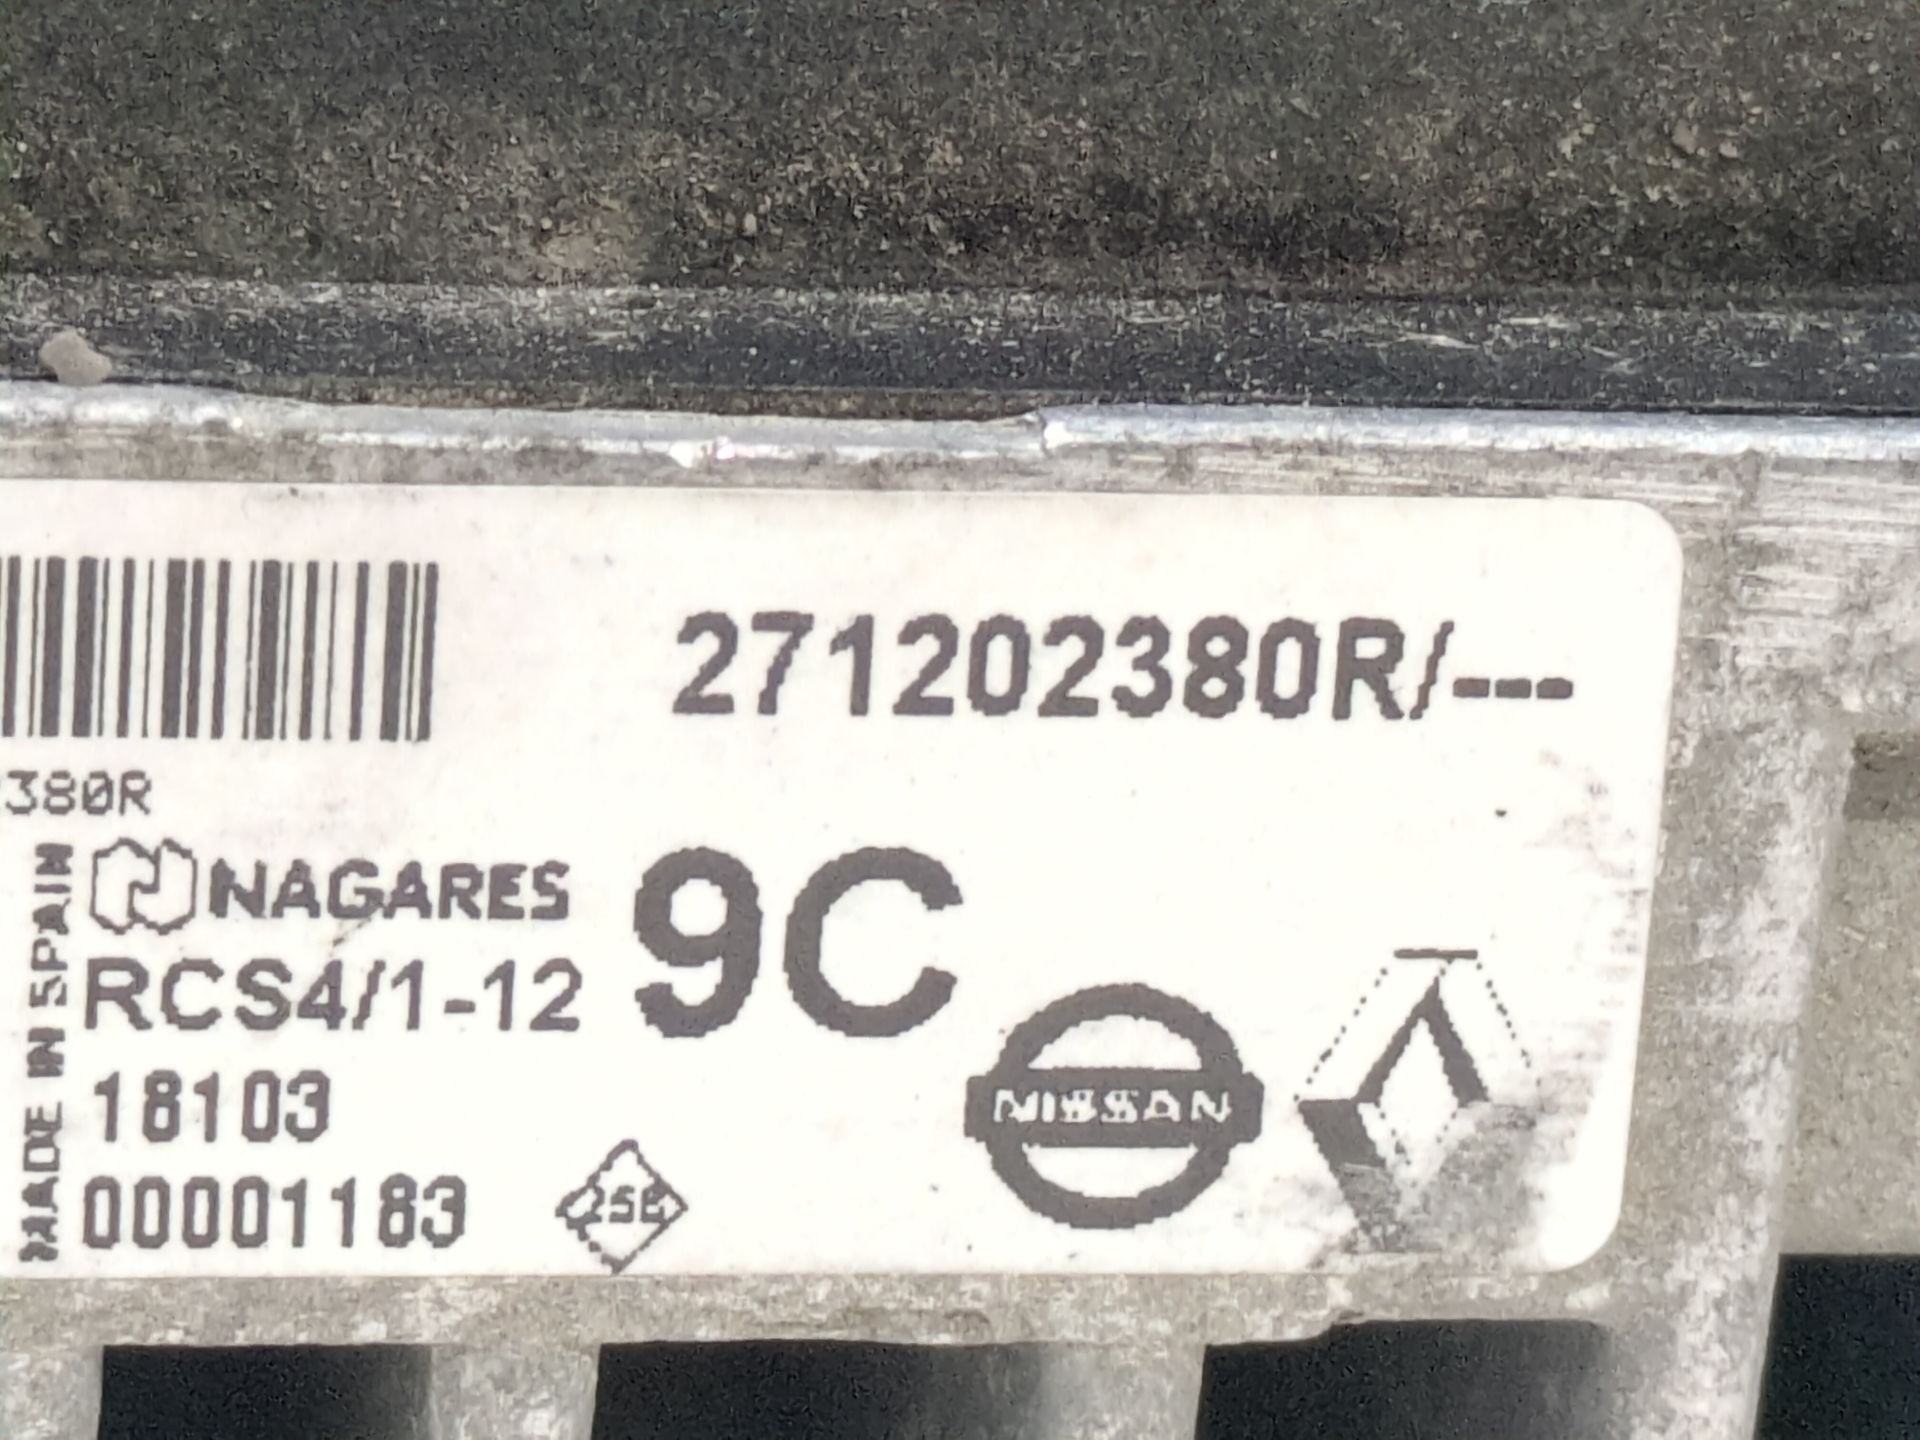 271202380R/---
380R
NAGARES
9C
RCS4/1-12
18103
00001183
MADE IN SPAIN
NISSAN